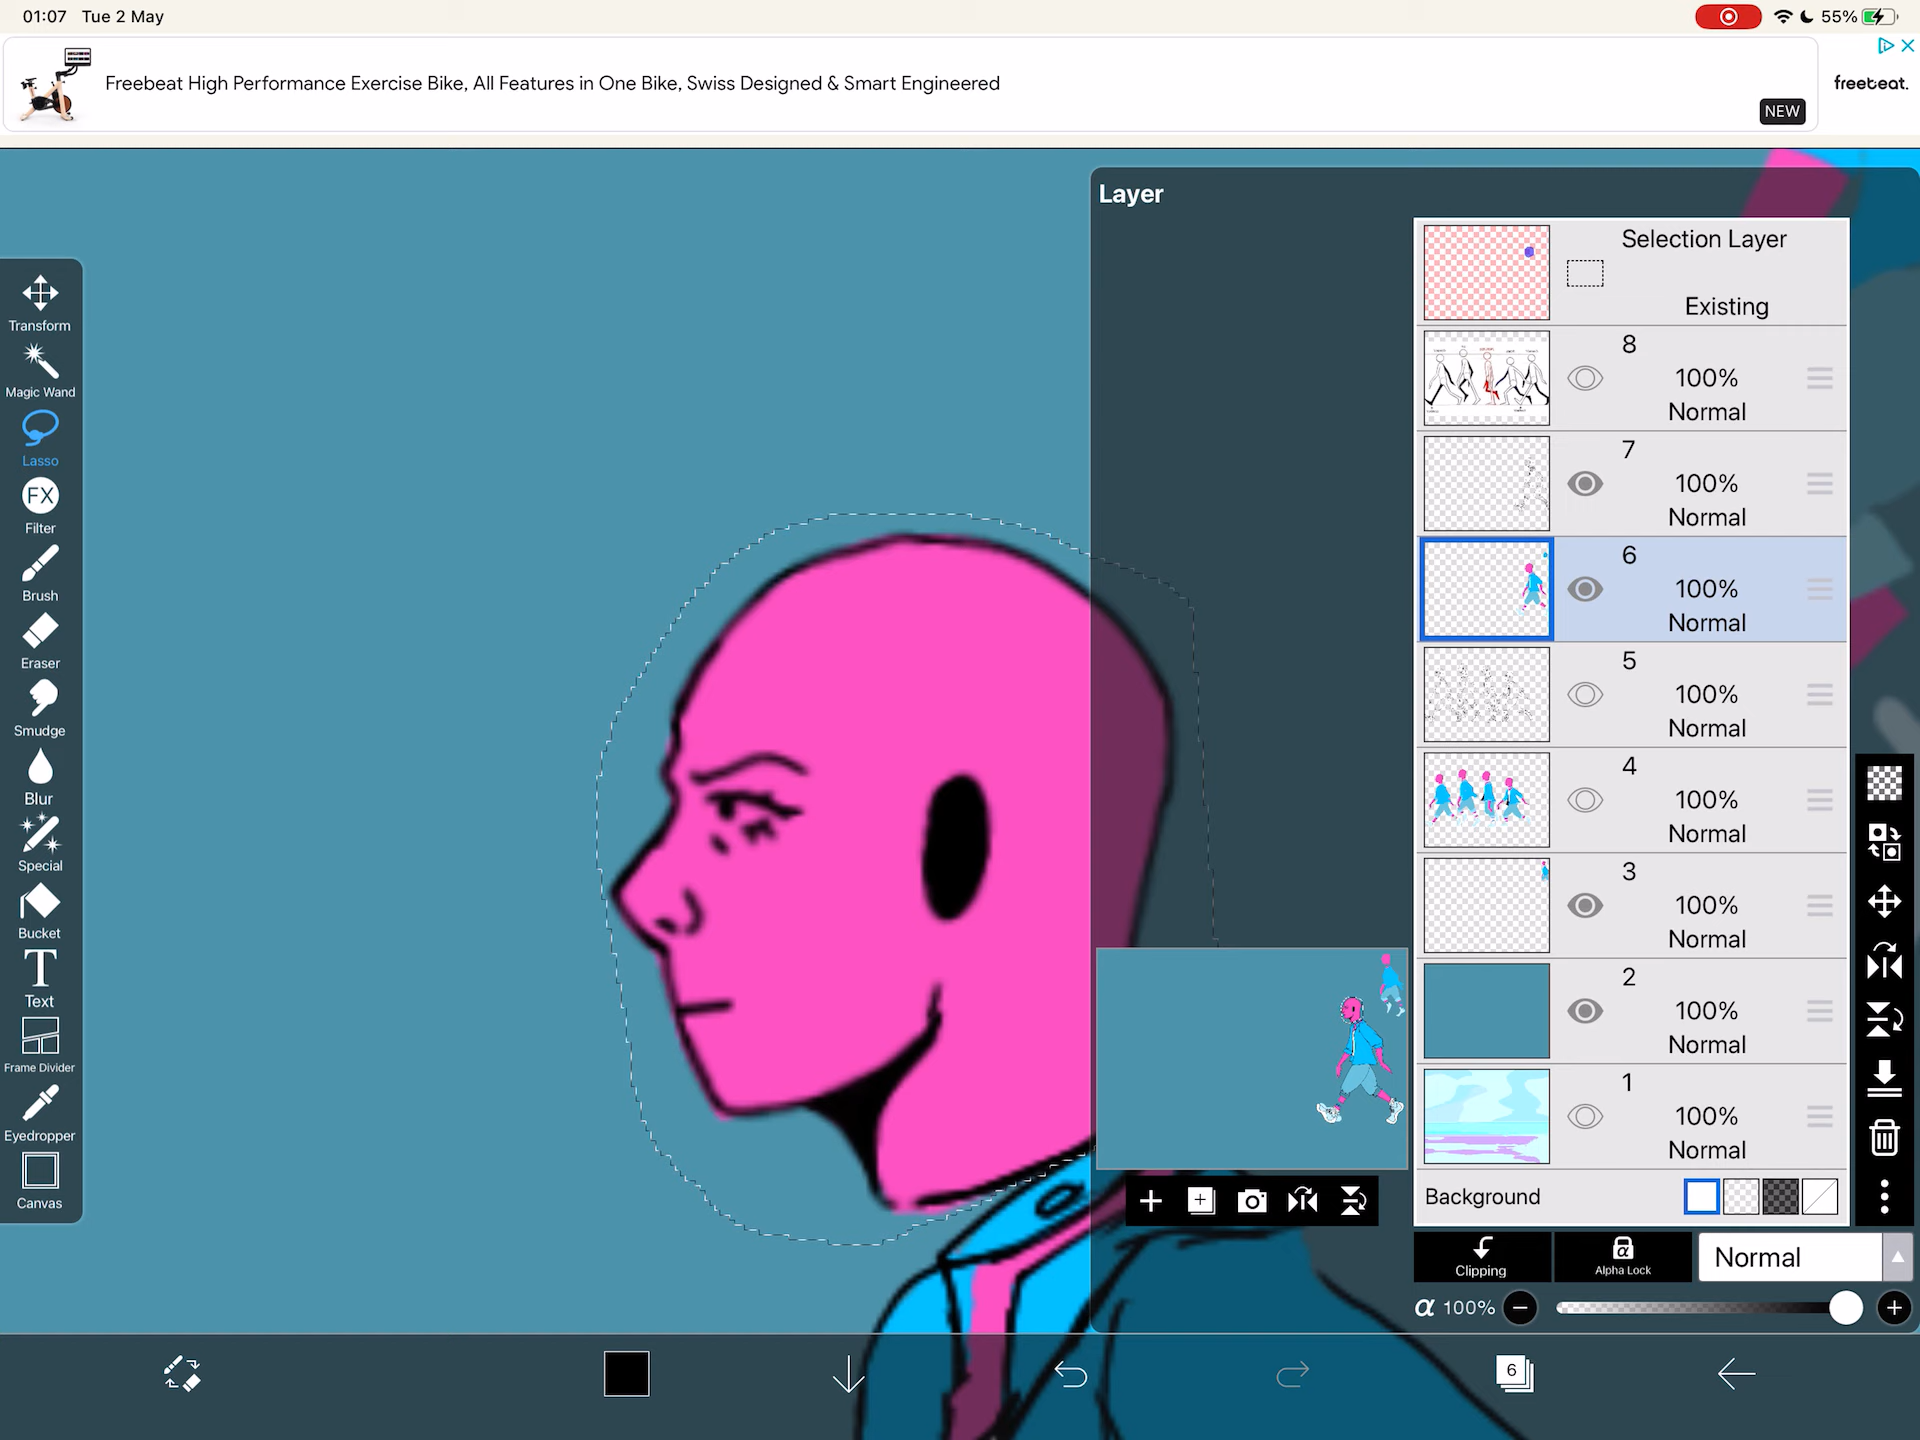 01:07 Tue 2 May
55%
Freebeat High Performance Exercise Bike, All Features in One Bike, Swiss Designed & Smart Engineered
freebeat.
NEW
Layer
Transform
Magic Wand
Lasso
FX
Filter
Brush
Eraser
Smudge
Blur
Special
Bucket
T
Text
Frame Divider
Eyedropper
Canvas
Selection Layer
Existing
8
100%
Normal
7
100%
Normal
6
100%
Normal
5
100%
Normal
4
100%
Normal
3
100%
Normal
2
100%
Normal
1
100%
Normal
Background
Clipping
α
Alpha Lock
Normal
α 100%
6